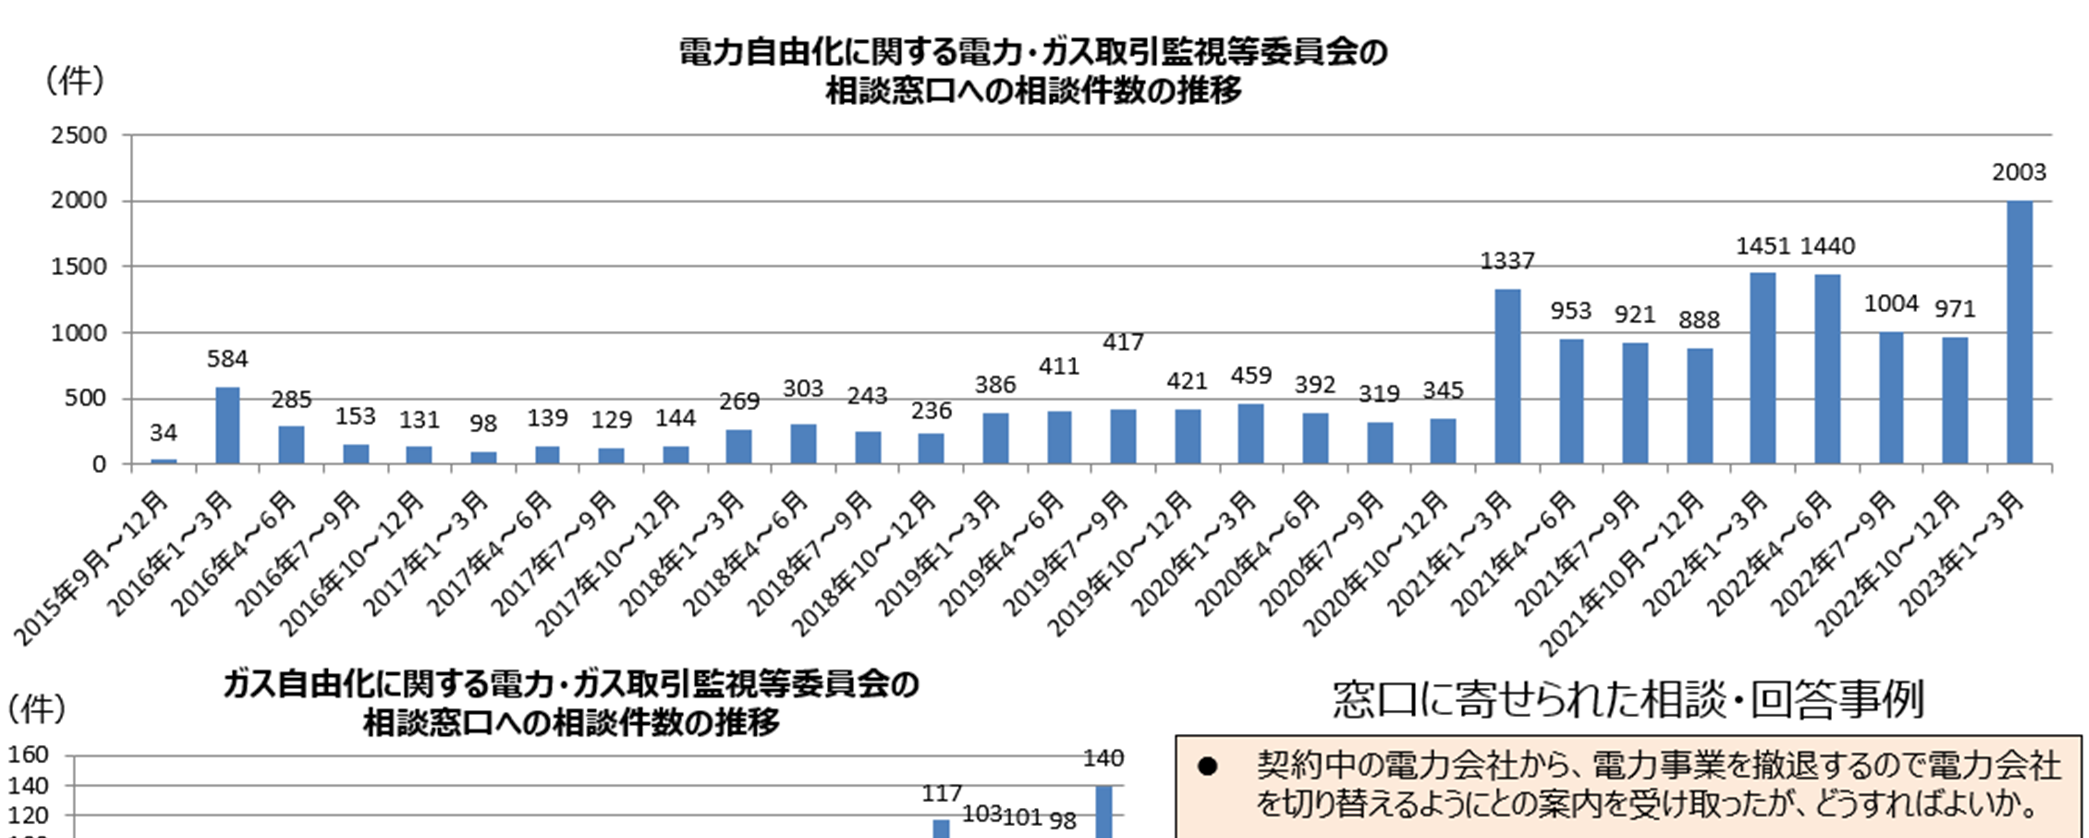 電力自由化に関する電力・ガス取引監視等委員会の
相談窓口への相談件数の推移
（件）
2500
2000
1500
1000
500
0
34
584
285
153
131
98
139
129
144
269
303
243
236
386
411
417
421
459
392
319
345
1337
953
921
888
1451
1440
1004
971
2003
2015年9月～12月
2016年1～3月
2016年4～6月
2016年7～9月
2016年10～12月
2017年1～3月
2017年4～6月
2017年7～9月
2017年10～12月
2018年1～3月
2018年4～6月
2018年7～9月
2018年10～12月
2019年1～3月
2019年4～6月
2019年7～9月
2019年10～12月
2020年1～3月
2020年4～6月
2020年7～9月
2020年10～12月
2021年1～3月
2021年4～6月
2021年7～9月
2021年10月～12月
2022年1～3月
2022年4～6月
2022年7～9月
2022年10～12月
2023年1～3月
ガス自由化に関する電力・ガス取引監視等委員会の
相談窓口への相談件数の推移
（件）
160
140
120
117
103
101
98
140
窓口に寄せられた相談・回答事例
● 契約中の電力会社から、電力事業を撤退するので電力会社
を切り替えるようにとの案内を受け取ったが、どうすればよいか。